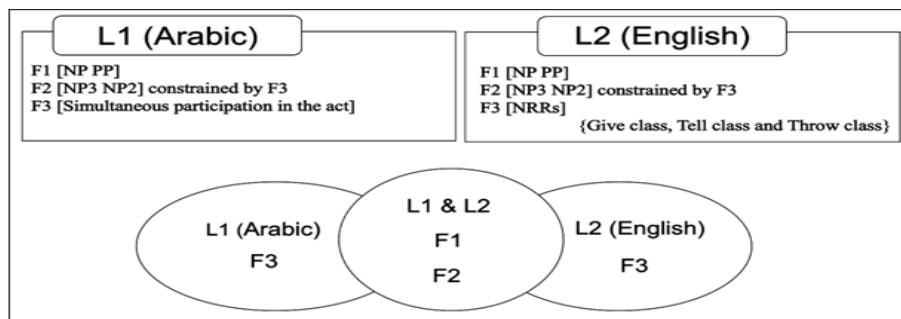 L1 (Arabic)
F1 [NP PP]
F2 [NP3 NP2] constrained by F3
F3 [Simultaneous participation in the act]
L2 (English)
F1 [NP PP]
F2 [NP3 NP2] constrained by F3
F3 [NRRs]
{Give class, Tell class and Throw class}
L1 (Arabic)
F3
L1 & L2
F1
F2
L2 (English)
F3